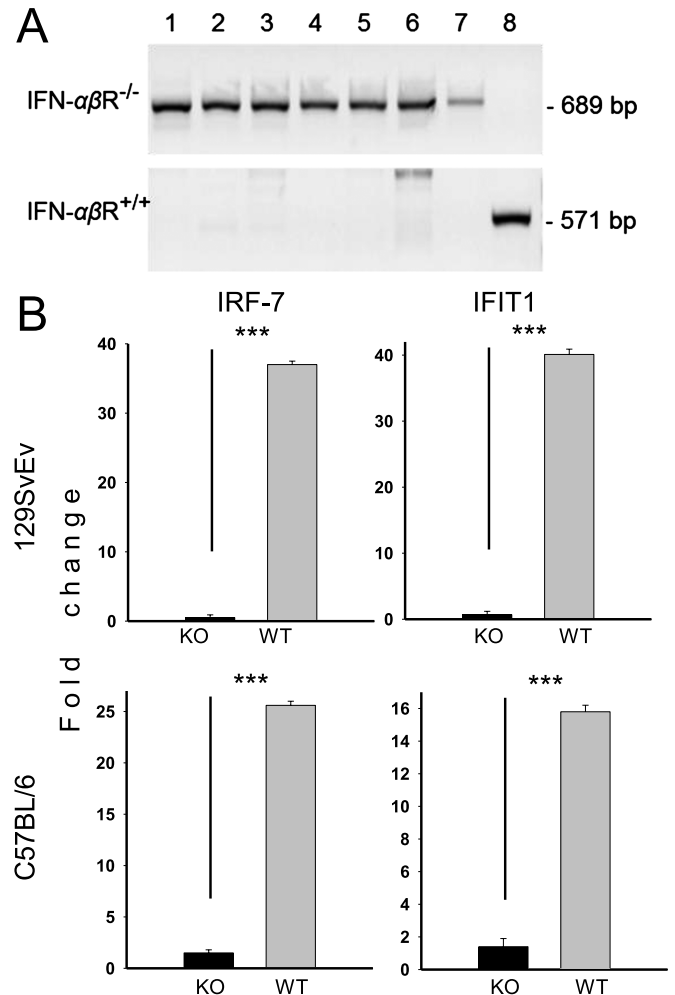 A
1 2 3 4 5 6 7 8
IFN-αβR-/-
- 689 bp
IFN-αβR+/+
- 571 bp
B
IRF-7
IFIT1
129SvEv
C57BL/6
Fold change
***
40
30
20
10
0
KO WT
***
40
30
20
10
0
KO WT
***
25
20
15
10
5
0
KO WT
***
16
14
12
10
8
6
4
2
0
KO WT